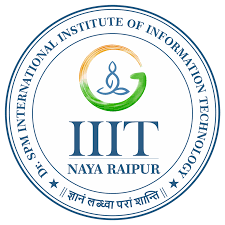 Dr. SPM INTERNATIONAL INSTITUTE OF INFORMATION TECHNOLOGY
IIIT
NAYA RAIPUR
॥ ज्ञानं लब्ध्वा परां शान्ति ॥